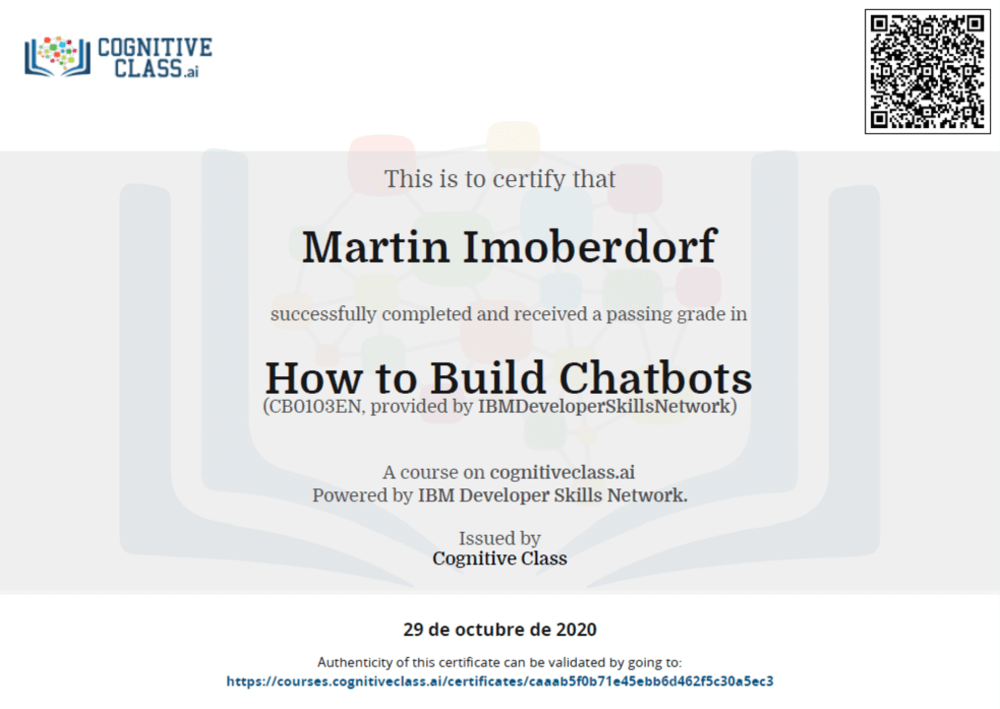 COGNITIVE
CLASS.ai
This is to certify that
Martin Imoberdorf
successfully completed and received a passing grade in
How to Build Chatbots
(CB0103EN, provided by IBMDeveloperSkillsNetwork)
A course on cognitiveclass.ai
Powered by IBM Developer Skills Network.
Issued by
Cognitive Class
29 de octubre de 2020
Authenticity of this certificate can be validated by going to:
https://courses.cognitiveclass.ai/certificates/caaab5f0b71e45ebb6d462f5c30a5ec3